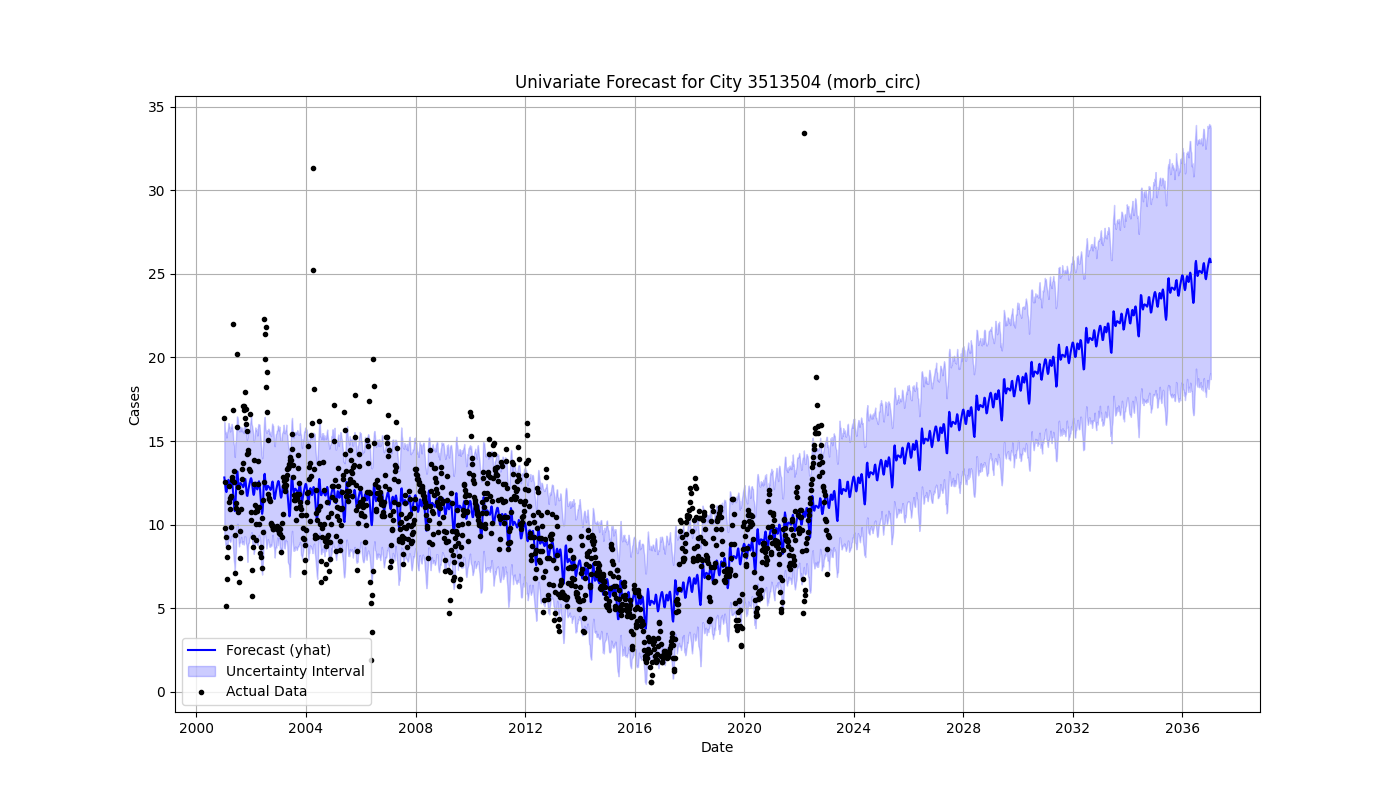 Univariate Forecast for City 3513504 (morb_circ)
35
30
25
20
15
10
5
0
Cases
Forecast (yhat)
Uncertainty Interval
Actual Data
2000 2004 2008 2012 2016 2020 2024 2028 2032 2036
Date